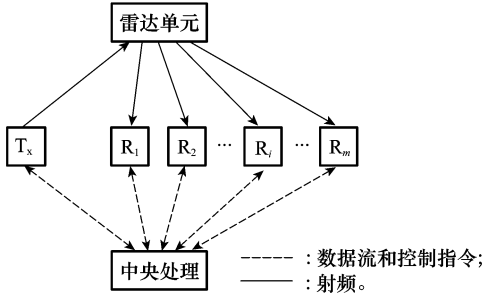 雷达单元
Tx R1 R2 ··· Ri ··· Rm
中央处理
: 数据流和控制指令;
: 射频。